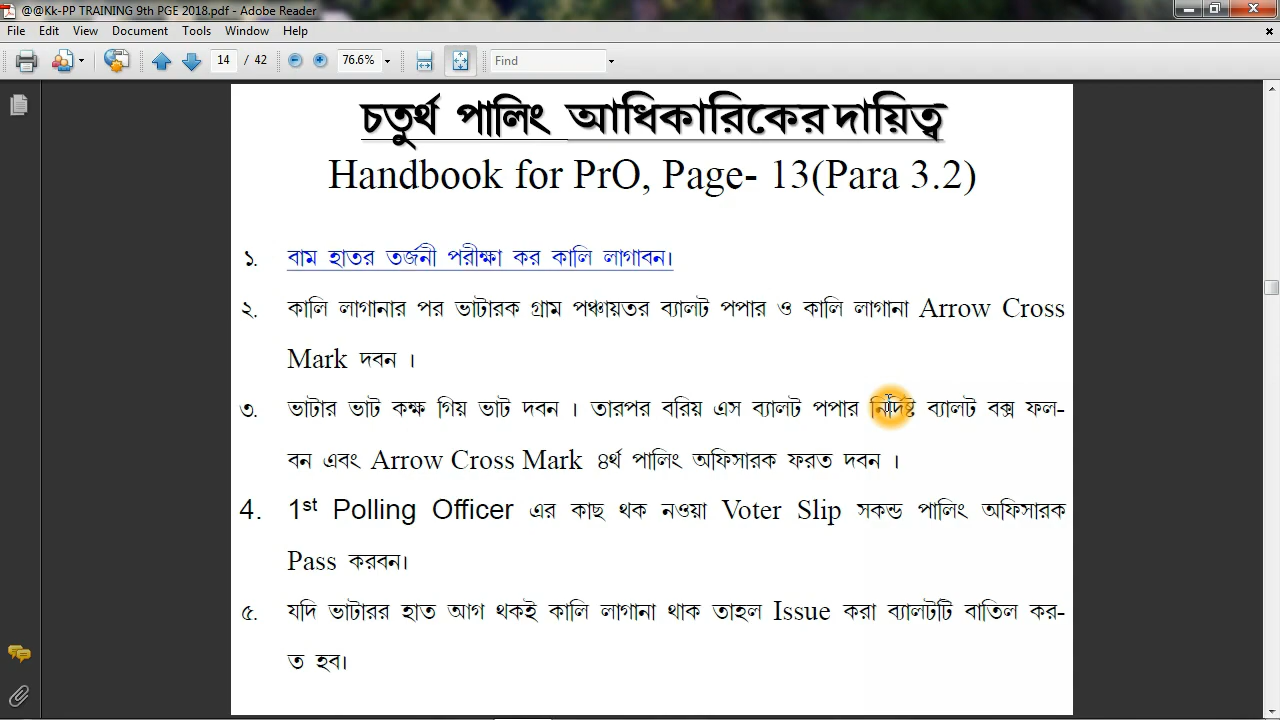 @@Kk-PP TRAINING 9th PGE 2018.pdf - Adobe Reader
File Edit View Document Tools Window Help
14 / 42 76.6% Find
চতুর্থ পালিং আধিকারিকের দায়িত্ব
Handbook for PrO, Page- 13(Para 3.2)
১. বাম হাতর তর্জনী পরীক্ষা কর কালি লাগাবন।
২. কালি লাগানার পর ভাটারক গ্রাম পঞ্চায়তর ব্যালট পপার ও কালি লাগানা Arrow Cross
Mark দবন ।
৩. ভাটার ভাট কক্ষ গিয় ভাট দবন । তারপর বরিয় এস ব্যালট পপার নির্দিষ্ট ব্যালট বক্স ফল-
বন এবং Arrow Cross Mark ৪র্থ পালিং অফিসারক ফরত দবন ।
4. 1st Polling Officer এর কাছ থক নওয়া Voter Slip সকন্ড পালিং অফিসারক
Pass করবন।
৫. যদি ভাটারর হাত আগ থকই কালি লাগানা থাক তাহল Issue করা ব্যালটটি বাতিল কর-
ত হব।